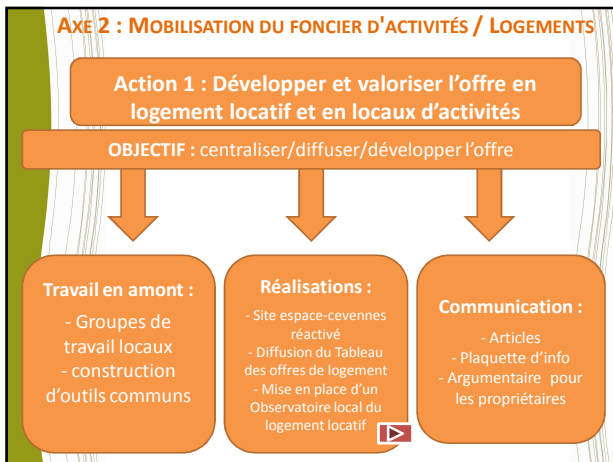 AXE 2 : MOBILISATION DU FONCIER D'ACTIVITÉS / LOGEMENTS
Action 1 : Développer et valoriser l'offre en
logement locatif et en locaux d'activités
OBJECTIF : centraliser/diffuser/développer l'offre
Travail en amont :
- Groupes de
travail locaux
- construction
d'outils communs
Réalisations :
- Site espace-cevennes
réactivé
- Diffusion du Tableau
des offres de logement
- Mise en place d'un
Observatoire local du
logement locatif
Communication :
- Articles
- Plaquette d'info
- Argumentaire pour
les propriétaires